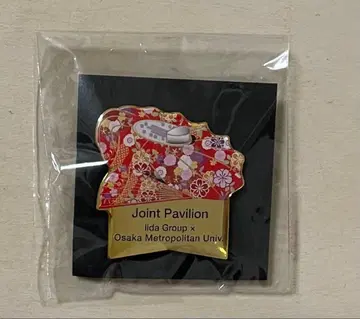 Joint Pavilion
Iida Group ×
Osaka Metropolitan Univ.